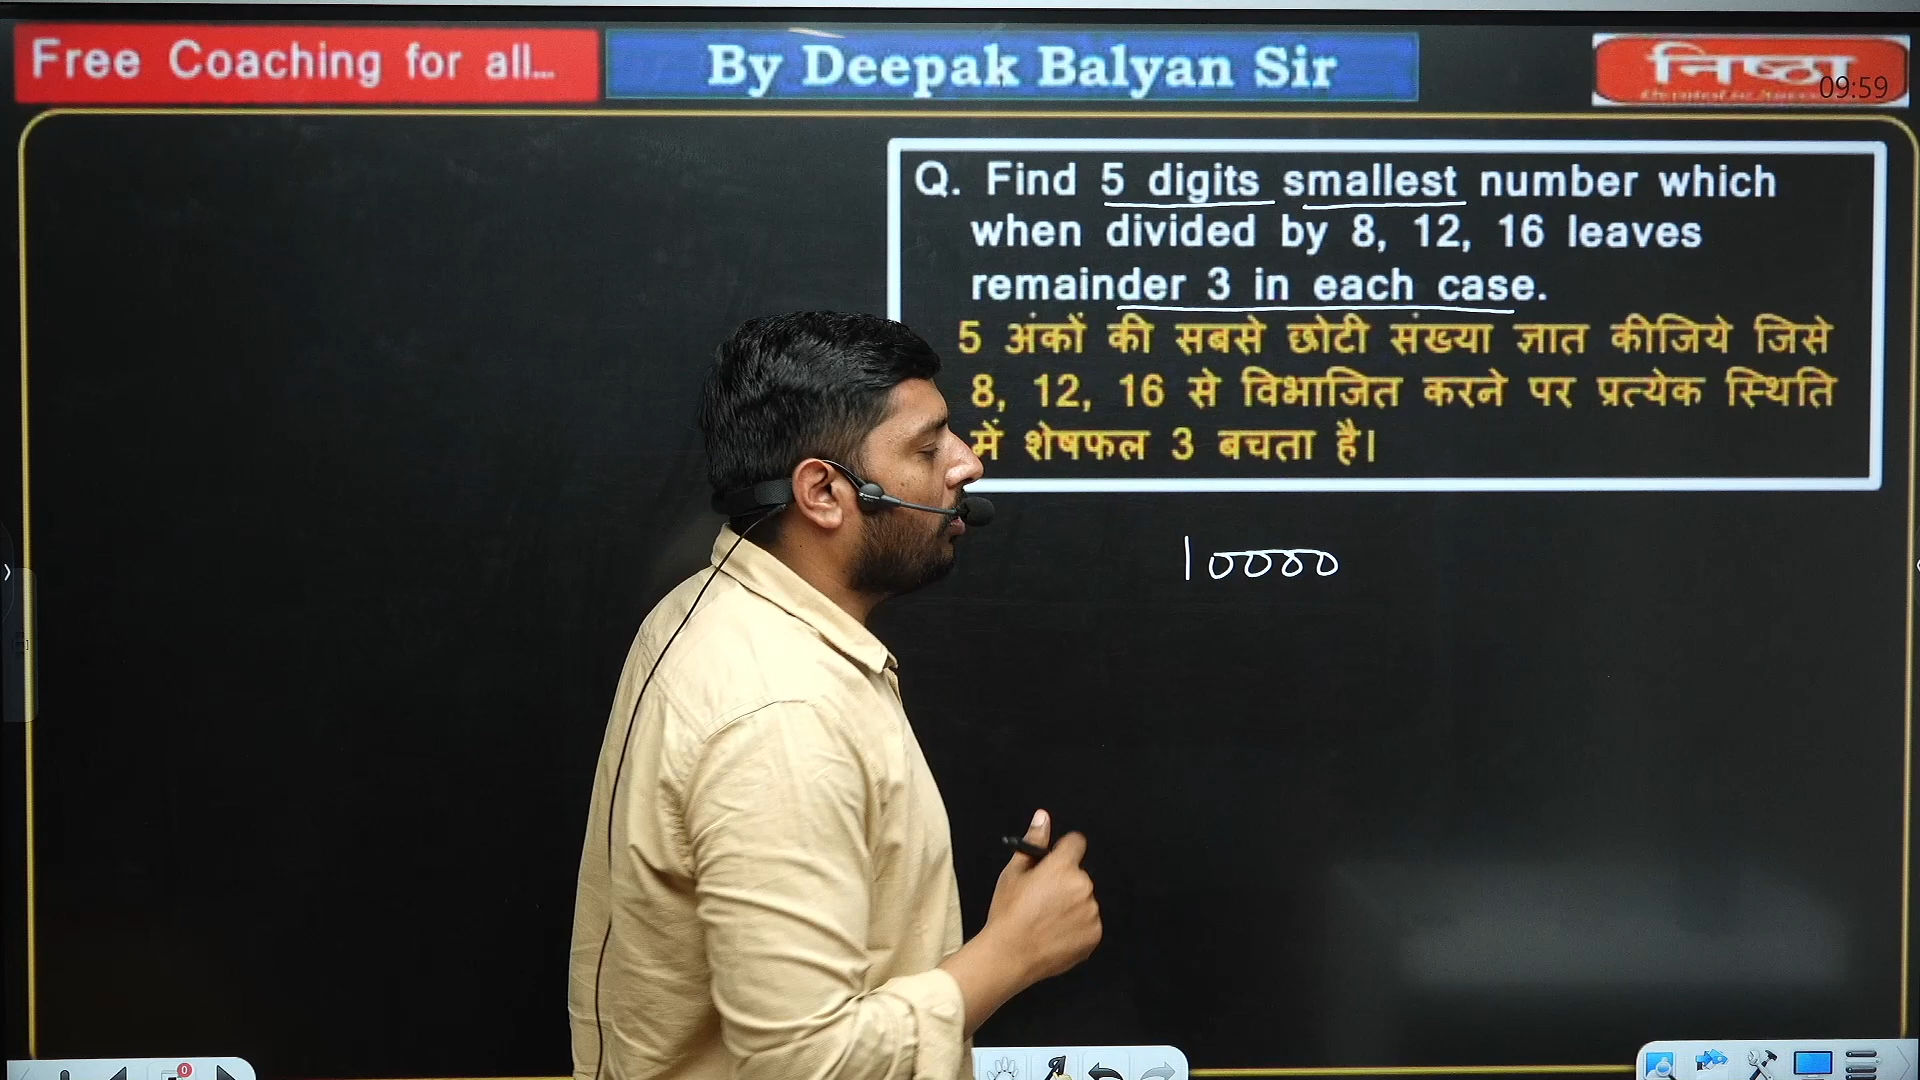 Free Coaching for all...
By Deepak Balyan Sir
निष्ठा
09:59
Q. Find 5 digits smallest number which
when divided by 8, 12, 16 leaves
remainder 3 in each case.
5 अंकों की सबसे छोटी संख्या ज्ञात कीजिये जिसे
8, 12, 16 से विभाजित करने पर प्रत्येक स्थिति
में शेषफल 3 बचता है।
10000
0